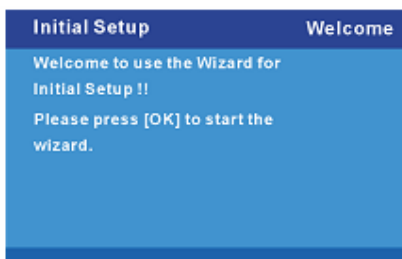 Initial Setup Welcome
Welcome to use the Wizard for
Initial Setup !!
Please press [OK] to start the
wizard.